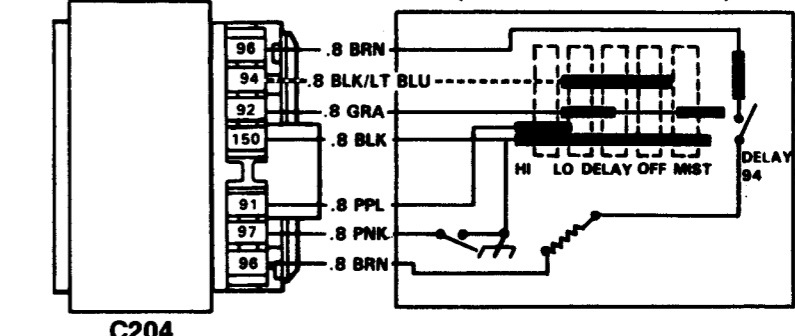 96 .8 BRN
94 .8 BLK/LT BLU
92 .8 GRA
150 .8 BLK
HI LO DELAY OFF MIST
DELAY
94
91 .8 PPL
97 .8 PNK
96 .8 BRN
C204